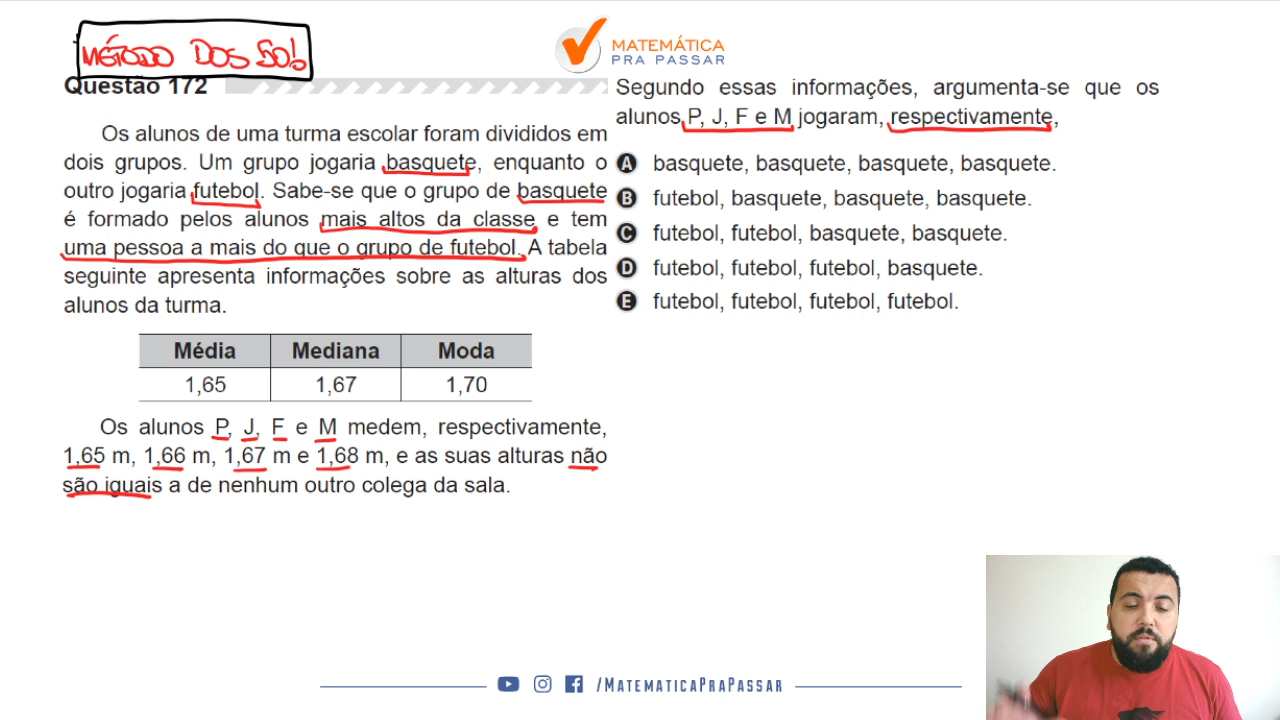 MÉTODO DOS 50!
MATEMÁTICA
PRA PASSAR
Questão 172
Os alunos de uma turma escolar foram divididos em
dois grupos. Um grupo jogaria basquete, enquanto o
outro jogaria futebol. Sabe-se que o grupo de basquete
é formado pelos alunos mais altos da classe e tem
uma pessoa a mais do que o grupo de futebol. A tabela
seguinte apresenta informações sobre as alturas dos
alunos da turma.
Média Mediana Moda
1,65 1,67 1,70
Os alunos P, J, F e M medem, respectivamente,
1,65 m, 1,66 m, 1,67 m e 1,68 m, e as suas alturas não
são iguais a de nenhum outro colega da sala.
Segundo essas informações, argumenta-se que os
alunos P, J, F e M jogaram, respectivamente,
A basquete, basquete, basquete, basquete.
B futebol, basquete, basquete, basquete.
C futebol, futebol, basquete, basquete.
D futebol, futebol, futebol, basquete.
E futebol, futebol, futebol, futebol.
/MATEMATICAPRAPASSAR